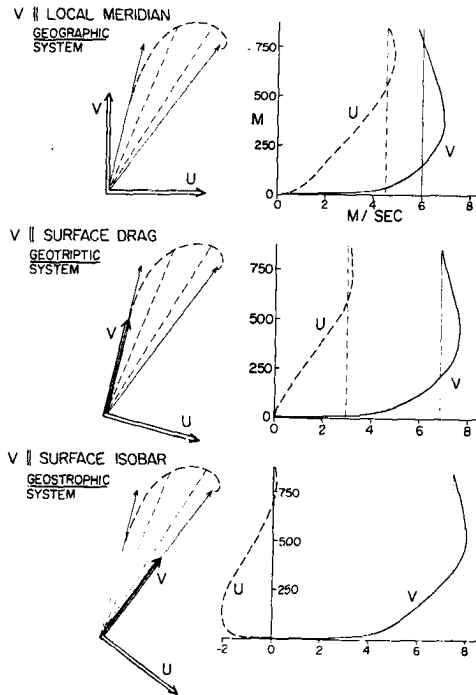 V ∥ LOCAL MERIDIAN
GEOGRAPHIC
SYSTEM
V
U
750
500
M
250
0
U
V
0 2 4 6 8
M/SEC
V ∥ SURFACE DRAG
GEOTRIPTIC
SYSTEM
V
U
750
500
250
0
U
V
0 2 4 6 8
V ∥ SURFACE ISOBAR
GEOSTROPHIC
SYSTEM
V
U
750
500
250
U
V
-2 0 2 4 6 8